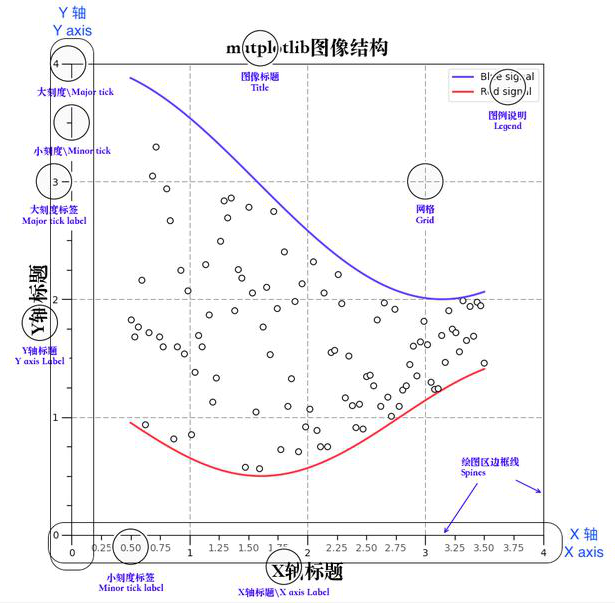 Y 轴
Y axis
matplotlib图像结构
图像标题
Title
Blue signal
Red signal
图例说明
Legend
4
大刻度\Major tick
小刻度\Minor tick
3
大刻度标签
Major tick label
网格
Grid
2
Y轴标题
Y轴标题
Y axis Label
1
绘图区边框线
Spines
0
X 轴
X axis
0 0.25 0.50 0.75 1 1.25 1.50 1.75 2 2.25 2.50 2.75 3 3.25 3.50 3.75 4
X轴标题
小刻度标签
Minor tick label
X轴标题\X axis Label